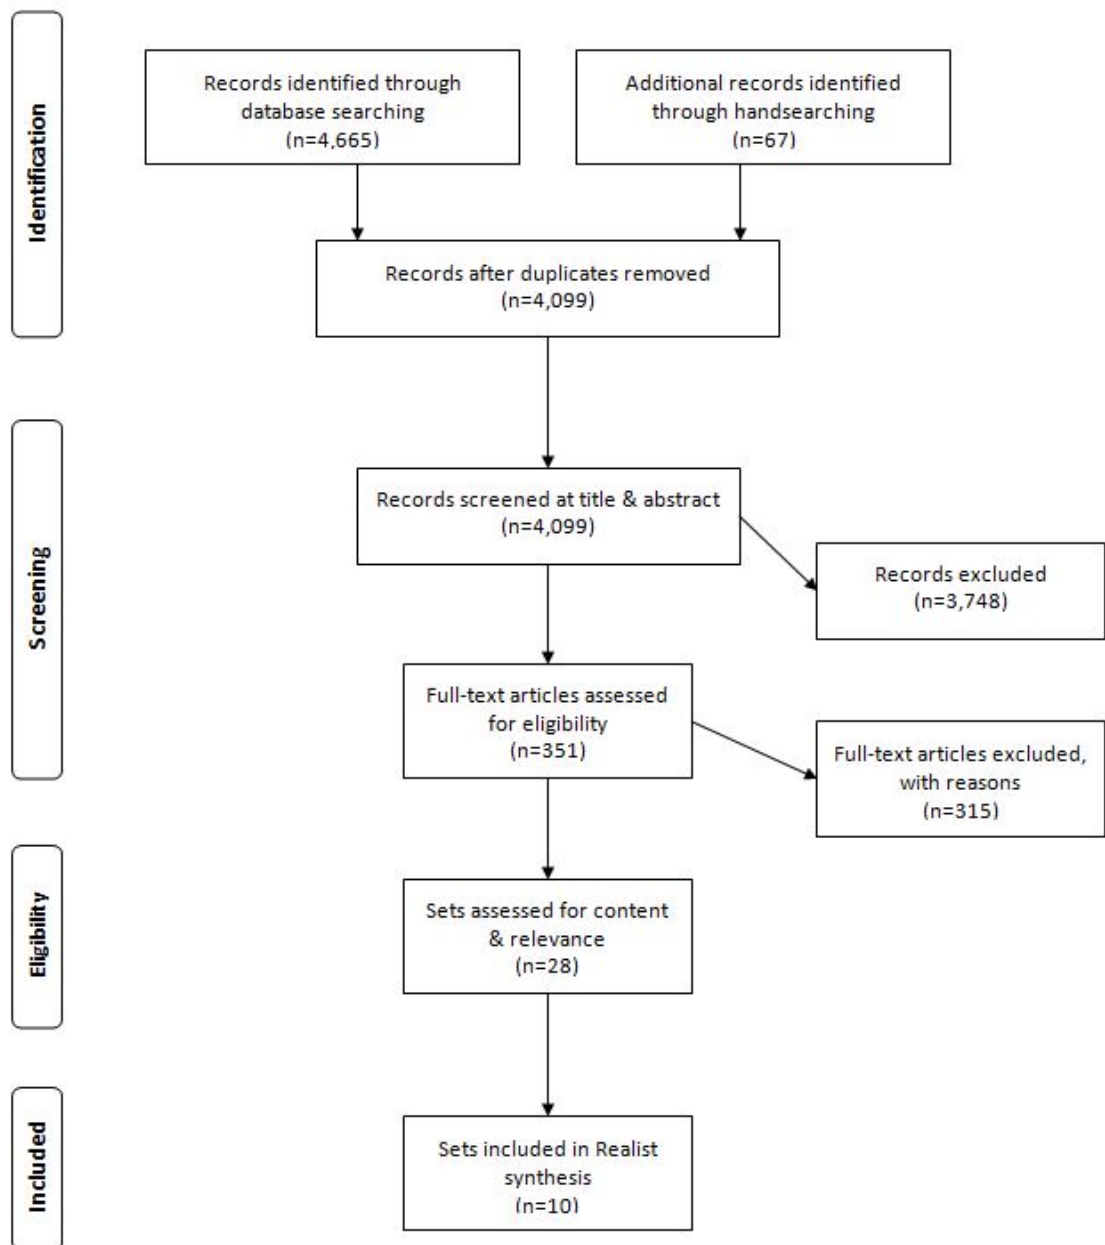 Identification
Records identified through
database searching
(n=4,665)
Additional records identified
through handsearching
(n=67)
Records after duplicates removed
(n=4,099)
Screening
Records screened at title & abstract
(n=4,099)
Records excluded
(n=3,748)
Full-text articles assessed
for eligibility
(n=351)
Full-text articles excluded,
with reasons
(n=315)
Eligibility
Sets assessed for content
& relevance
(n=28)
Included
Sets included in Realist
synthesis
(n=10)